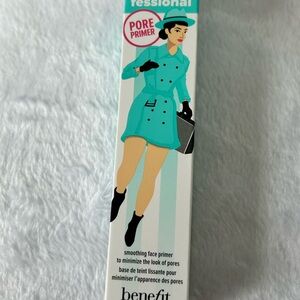 fessional
PORE
PRIMER
smoothing face primer
to minimize the look of pores
base de teint lissante pour
minimiser l'apparence des pores
benefit